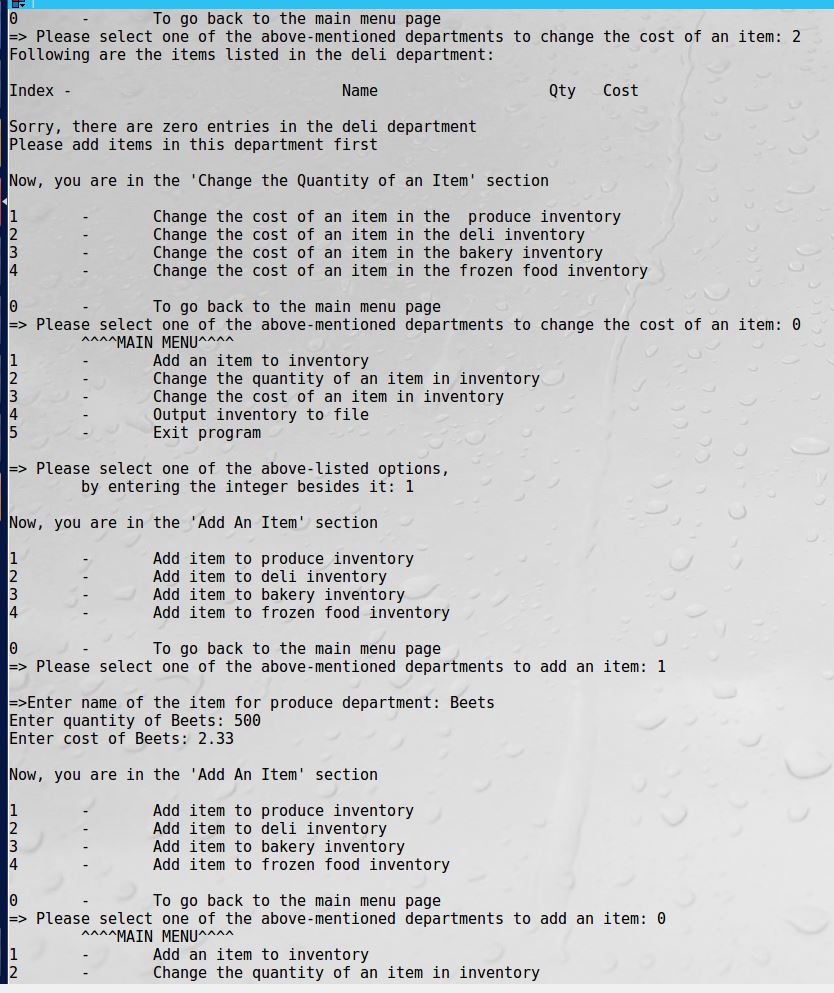 0       -       To go back to the main menu page
=> Please select one of the above-mentioned departments to change the cost of an item: 2
Following are the items listed in the deli department:
Index -                              Name                   Qty   Cost
Sorry, there are zero entries in the deli department
Please add items in this department first
Now, you are in the 'Change the Quantity of an Item' section
1       -       Change the cost of an item in the  produce inventory
2       -       Change the cost of an item in the deli inventory
3       -       Change the cost of an item in the bakery inventory
4       -       Change the cost of an item in the frozen food inventory
0       -       To go back to the main menu page
=> Please select one of the above-mentioned departments to change the cost of an item: 0
        ^^^^MAIN MENU^^^^
1       -       Add an item to inventory
2       -       Change the quantity of an item in inventory
3       -       Change the cost of an item in inventory
4       -       Output inventory to file
5       -       Exit program
=> Please select one of the above-listed options,
        by entering the integer besides it: 1
Now, you are in the 'Add An Item' section
1       -       Add item to produce inventory
2       -       Add item to deli inventory
3       -       Add item to bakery inventory
4       -       Add item to frozen food inventory
0       -       To go back to the main menu page
=> Please select one of the above-mentioned departments to add an item: 1
=>Enter name of the item for produce department: Beets
Enter quantity of Beets: 500
Enter cost of Beets: 2.33
Now, you are in the 'Add An Item' section
1       -       Add item to produce inventory
2       -       Add item to deli inventory
3       -       Add item to bakery inventory
4       -       Add item to frozen food inventory
0       -       To go back to the main menu page
=> Please select one of the above-mentioned departments to add an item: 0
        ^^^^MAIN MENU^^^^
1       -       Add an item to inventory
2       -       Change the quantity of an item in inventory